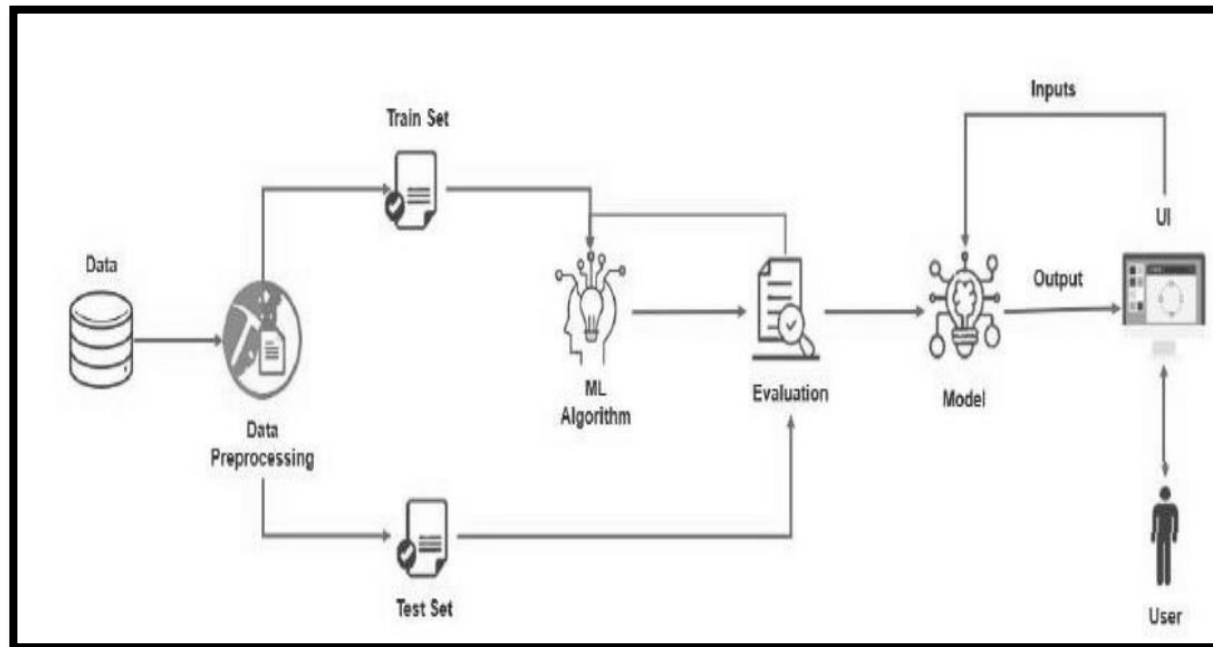 Inputs
Train Set
UI
Data
Output
ML
Algorithm
Evaluation
Model
Data
Preprocessing
Test Set
User